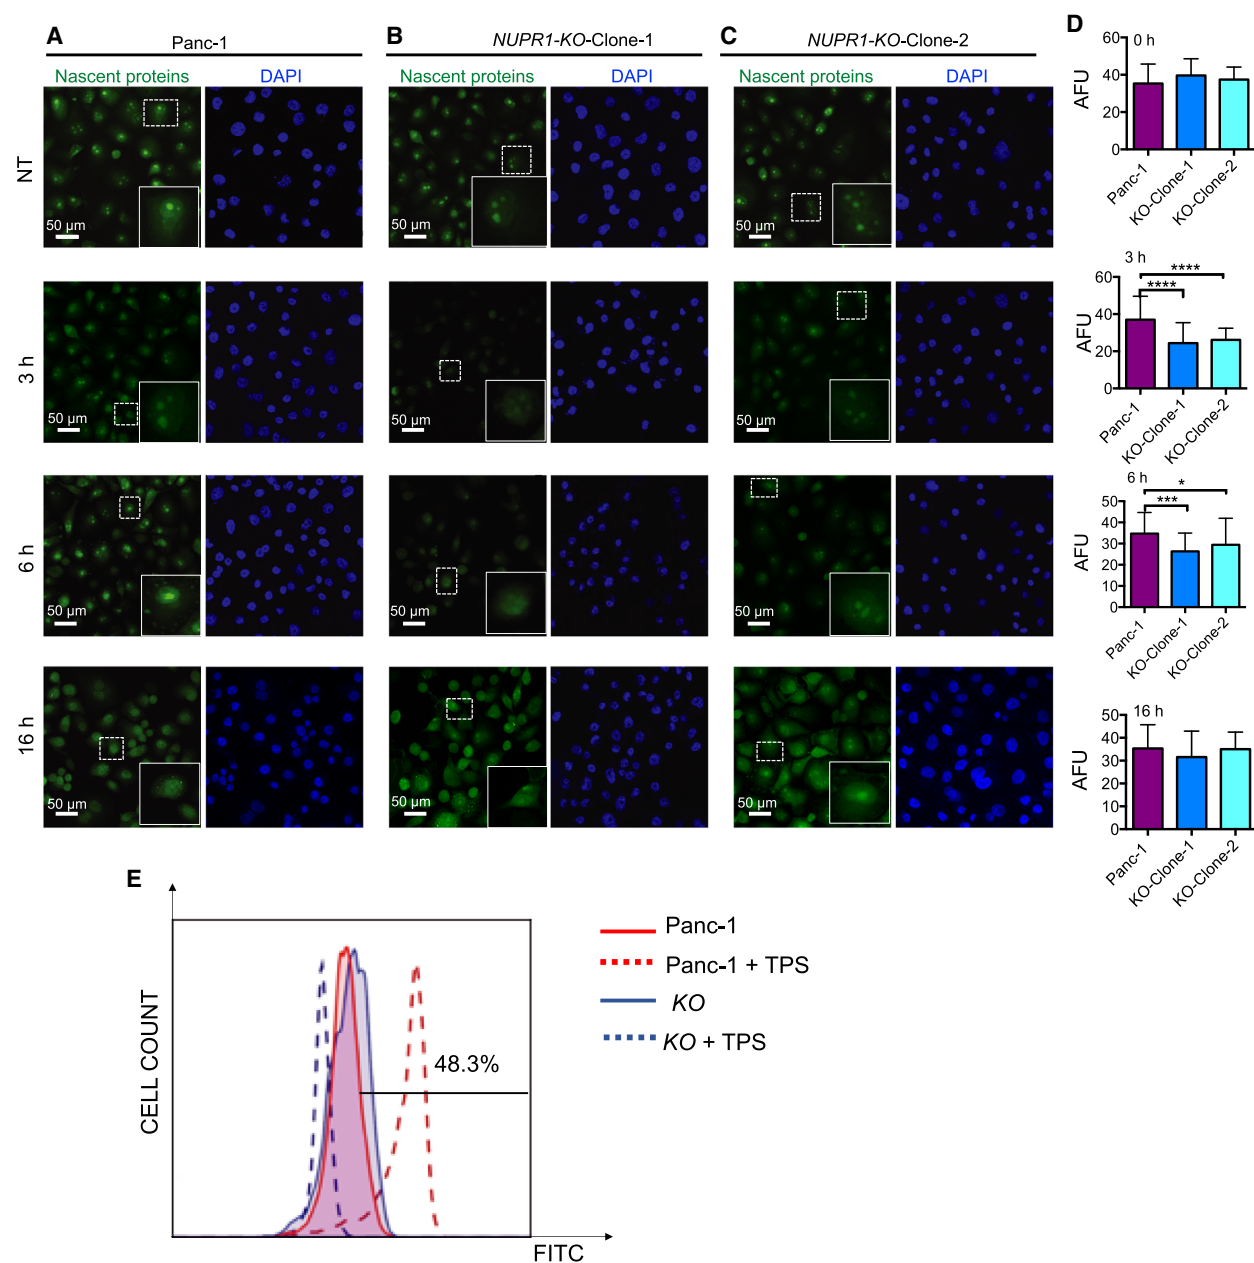 A
Panc-1
B
NUPR1-KO-Clone-1
C
NUPR1-KO-Clone-2
D
Nascent proteins
DAPI
Nascent proteins
DAPI
Nascent proteins
DAPI
NT
50 µm
50 µm
50 µm
3 h
50 µm
50 µm
50 µm
6 h
50 µm
50 µm
50 µm
16 h
50 µm
50 µm
50 µm
0 h
AFU
60
40
20
0
Panc-1
KO-Clone-1
KO-Clone-2
3 h
****
****
AFU
60
40
20
0
Panc-1
KO-Clone-1
KO-Clone-2
6 h
*
***
AFU
50
40
30
20
10
0
Panc-1
KO-Clone-1
KO-Clone-2
16 h
AFU
50
40
30
20
10
0
Panc-1
KO-Clone-1
KO-Clone-2
E
CELL COUNT
48.3%
FITC
Panc-1
Panc-1 + TPS
KO
KO + TPS